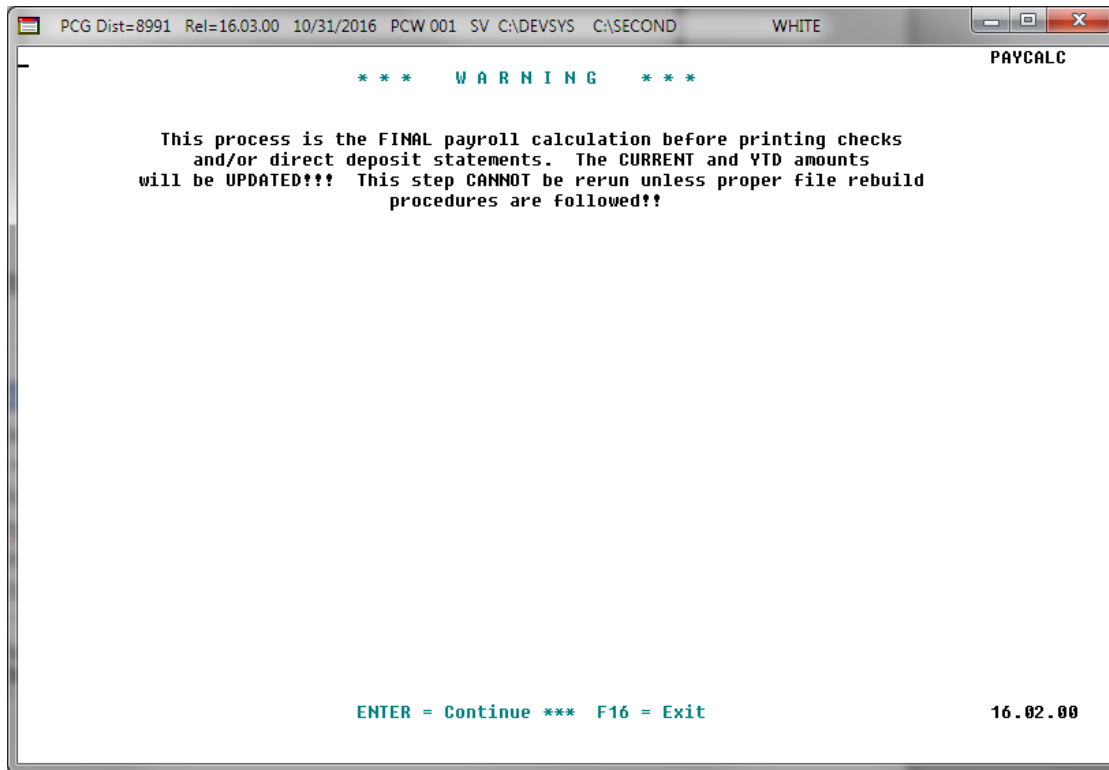 PCG Dist=8991 Rel=16.03.00 10/31/2016 PCW 001 SV C:\DEVSYS C:\SECOND WHITE
PAYCALC
* * * W A R N I N G * * *
This process is the FINAL payroll calculation before printing checks
and/or direct deposit statements. The CURRENT and YTD amounts
will be UPDATED!!! This step CANNOT be rerun unless proper file rebuild
procedures are followed!!
ENTER = Continue *** F16 = Exit 16.02.00